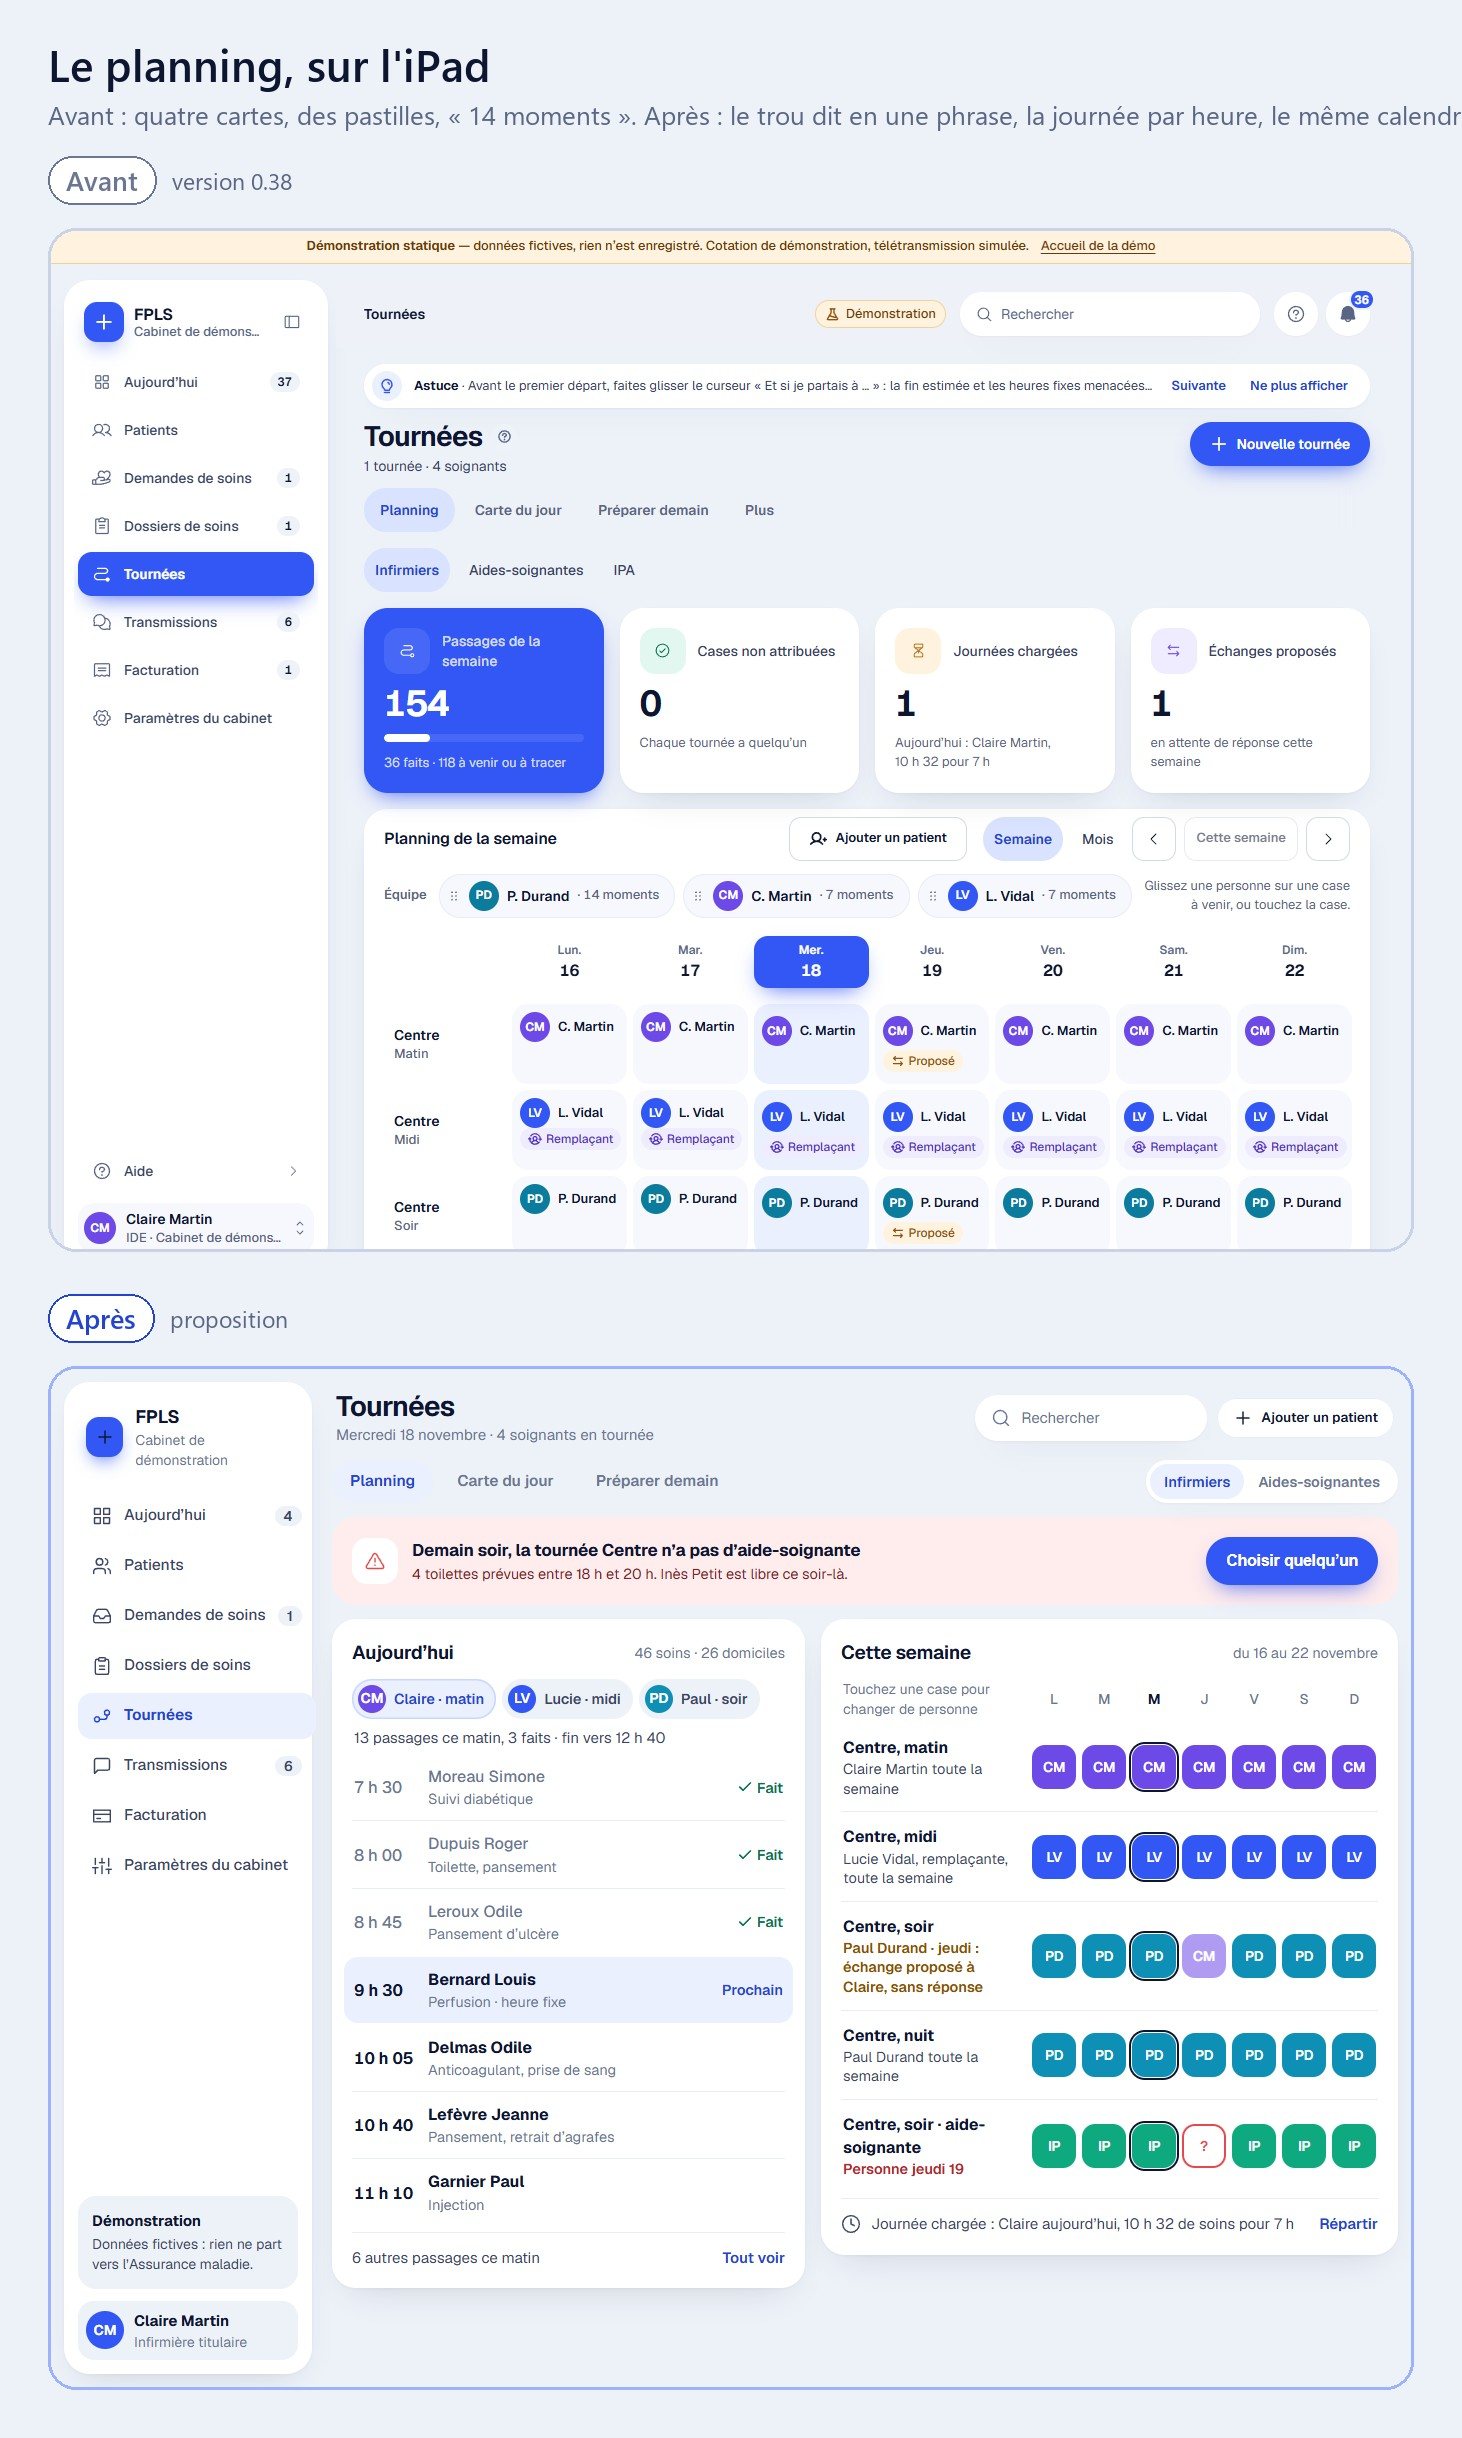 Le planning, sur l'iPad
Avant : quatre cartes, des pastilles, « 14 moments ». Après : le trou dit en une phrase, la journée par heure, le même calendr
Avant version 0.38
Démonstration statique — données fictives, rien n’est enregistré. Cotation de démonstration, télétransmission simulée. Accueil de la démo
FPLS
Cabinet de démons...
Aujourd’hui 37
Patients
Demandes de soins 1
Dossiers de soins 1
Tournées
Transmissions 6
Facturation 1
Paramètres du cabinet
Aide
CM Claire Martin
IDE · Cabinet de démons...
Tournées
Démonstration
Rechercher
36
Astuce · Avant le premier départ, faites glisser le curseur « Et si je partais à ... » : la fin estimée et les heures fixes menacées... Suivante Ne plus afficher
Tournées
1 tournée · 4 soignants
Nouvelle tournée
Planning Carte du jour Préparer demain Plus
Infirmiers Aides-soignantes IPA
Passages de la semaine
154
36 faits · 118 à venir ou à tracer
Cases non attribuées
0
Chaque tournée a quelqu’un
Journées chargées
1
Aujourd’hui : Claire Martin,
10 h 32 pour 7 h
Échanges proposés
1
en attente de réponse cette
semaine
Planning de la semaine Ajouter un patient Semaine Mois Cette semaine
Équipe PD P. Durand · 14 moments CM C. Martin · 7 moments LV L. Vidal · 7 moments
Glissez une personne sur une case
à venir, ou touchez la case.
Lun. Mar. Mer. Jeu. Ven. Sam. Dim.
16 17 18 19 20 21 22
Centre
Matin
CM C. Martin CM C. Martin CM C. Martin CM C. Martin CM C. Martin CM C. Martin CM C. Martin
Proposé
Centre
Midi
LV L. Vidal LV L. Vidal LV L. Vidal LV L. Vidal LV L. Vidal LV L. Vidal LV L. Vidal
Remplaçant Remplaçant Remplaçant Remplaçant Remplaçant Remplaçant Remplaçant
Centre
Soir
PD P. Durand PD P. Durand PD P. Durand PD P. Durand PD P. Durand PD P. Durand PD P. Durand
Proposé
Après proposition
FPLS
Cabinet de
démonstration
Aujourd’hui 4
Patients
Demandes de soins 1
Dossiers de soins
Tournées
Transmissions 6
Facturation
Paramètres du cabinet
Démonstration
Données fictives : rien ne part
vers l’Assurance maladie.
CM Claire Martin
Infirmière titulaire
Tournées
Mercredi 18 novembre · 4 soignants en tournée
Rechercher
Ajouter un patient
Planning Carte du jour Préparer demain
Infirmiers Aides-soignantes
Demain soir, la tournée Centre n’a pas d’aide-soignante
4 toilettes prévues entre 18 h et 20 h. Inès Petit est libre ce soir-là.
Choisir quelqu’un
Aujourd’hui 46 soins · 26 domiciles
CM Claire · matin LV Lucie · midi PD Paul · soir
13 passages ce matin, 3 faits · fin vers 12 h 40
7 h 30 Moreau Simone Fait
Suivi diabétique
8 h 00 Dupuis Roger Fait
Toilette, pansement
8 h 45 Leroux Odile Fait
Pansement d’ulcère
9 h 30 Bernard Louis Prochain
Perfusion · heure fixe
10 h 05 Delmas Odile
Anticoagulant, prise de sang
10 h 40 Lefèvre Jeanne
Pansement, retrait d’agrafes
11 h 10 Garnier Paul
Injection
6 autres passages ce matin Tout voir
Cette semaine du 16 au 22 novembre
Touchez une case pour
changer de personne
L M M J V S D
Centre, matin
Claire Martin toute la
semaine
CM CM CM CM CM CM CM
Centre, midi
Lucie Vidal, remplaçante,
toute la semaine
LV LV LV LV LV LV LV
Centre, soir
Paul Durand · jeudi :
échange proposé à
Claire, sans réponse
PD PD PD CM PD PD PD
Centre, nuit
Paul Durand toute la
semaine
PD PD PD PD PD PD PD
Centre, soir · aide-
soignante
Personne jeudi 19
IP IP IP ? IP IP IP
Journée chargée : Claire aujourd’hui, 10 h 32 de soins pour 7 h Répartir